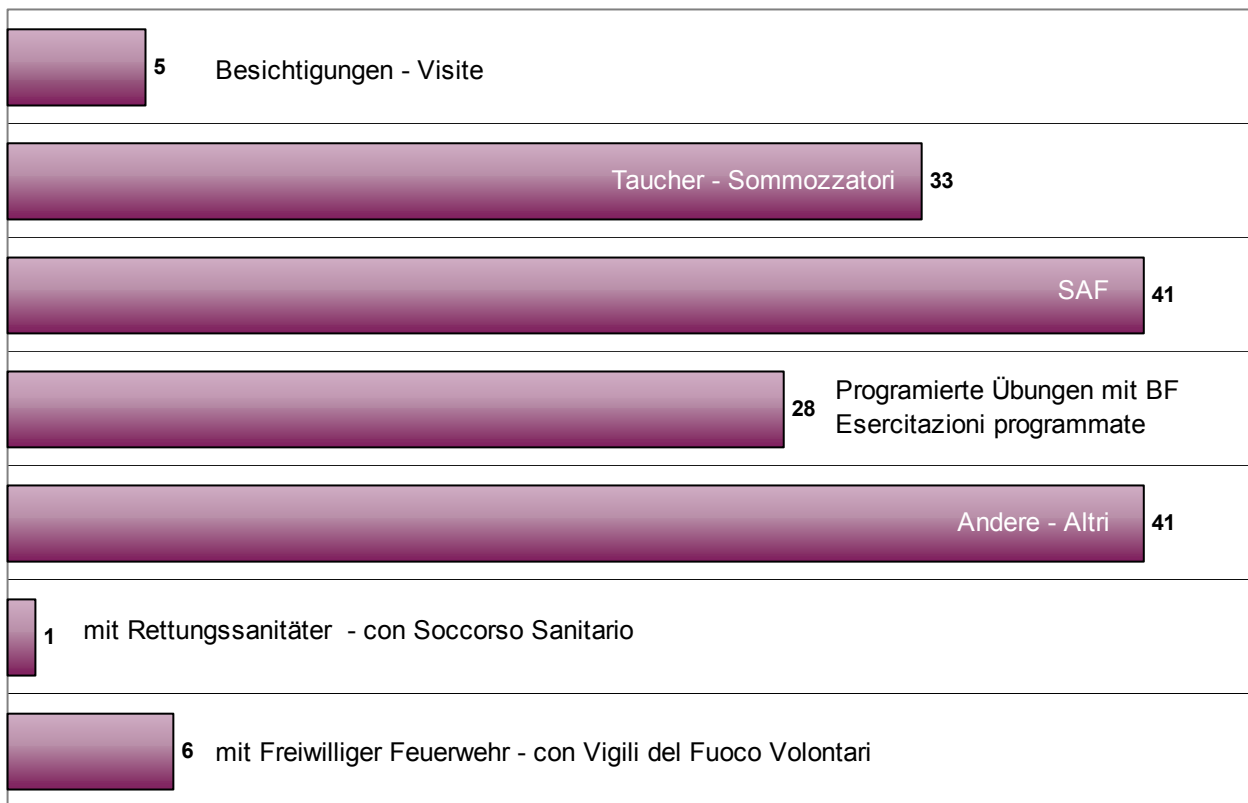 5 Besichtigungen - Visite
Taucher - Sommozzatori 33
SAF 41
28 Programierte Übungen mit BF
Esercitazioni programmate
Andere - Altri 41
1 mit Rettungssanitäter - con Soccorso Sanitario
6 mit Freiwilliger Feuerwehr - con Vigili del Fuoco Volontari